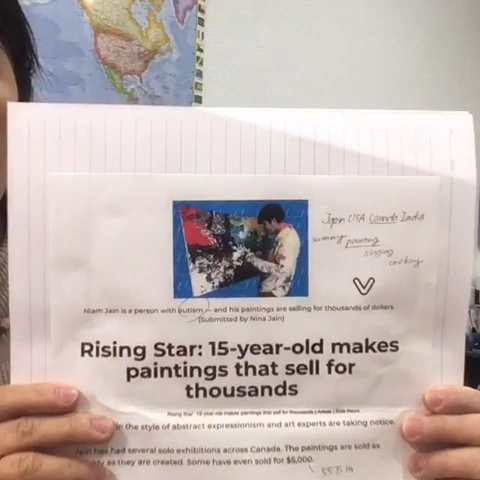 Japn USA Canada India
swimming painting
singing
cooking
Niam Jain is a person with autism — and his paintings are selling for thousands of dollars.
(Submitted by Nina Jain)
Rising Star: 15-year-old makes
paintings that sell for
thousands
Rising Star: 15-year-old makes paintings that sell for thousands | Article | Kids News
In the style of abstract expressionism and art experts are taking notice.
Jain has had several solo exhibitions across Canada. The paintings are sold as
as they are created. Some have even sold for $5,000.